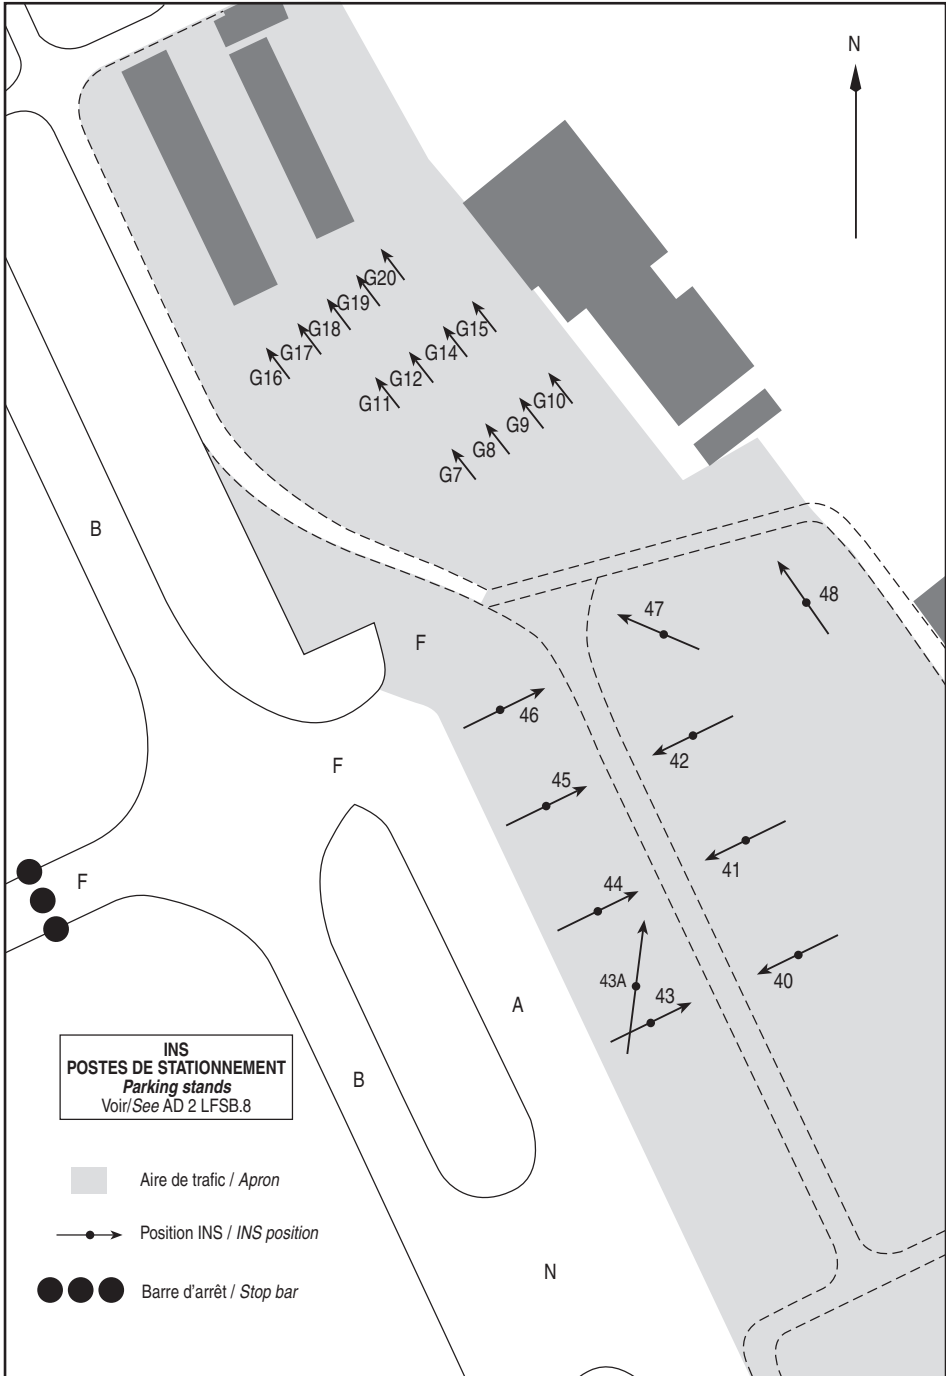 N
G20
G19
G18
G17
G16
G15
G14
G12
G11
G10
G9
G8
G7
B
48
47
F
46
42
F
45
41
F
44
40
43A
43
A
B
INS
POSTES DE STATIONNEMENT
Parking stands
Voir/See AD 2 LFSB.8
Aire de trafic / Apron
Position INS / INS position
Barre d'arrêt / Stop bar
N